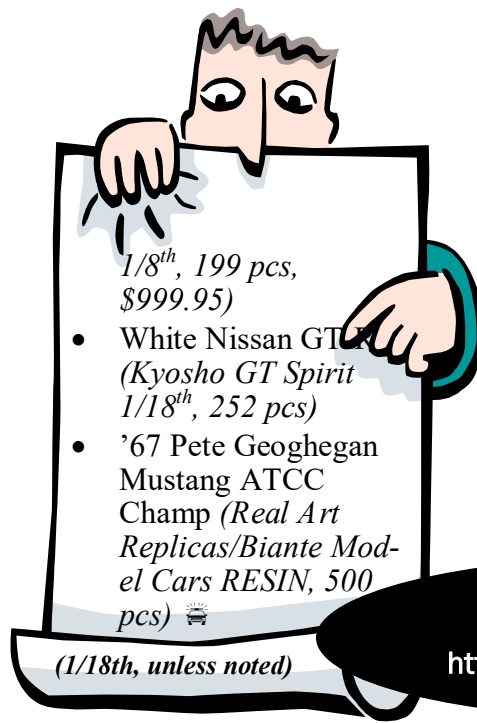 1/8th, 199 pcs,
$999.95)
• White Nissan GT-R
(Kyosho GT Spirit
1/18th, 252 pcs)
• ’67 Pete Geoghegan
Mustang ATCC
Champ (Real Art
Replicas/Biante Mod-
el Cars RESIN, 500
pcs)
(1/18th, unless noted)
htt